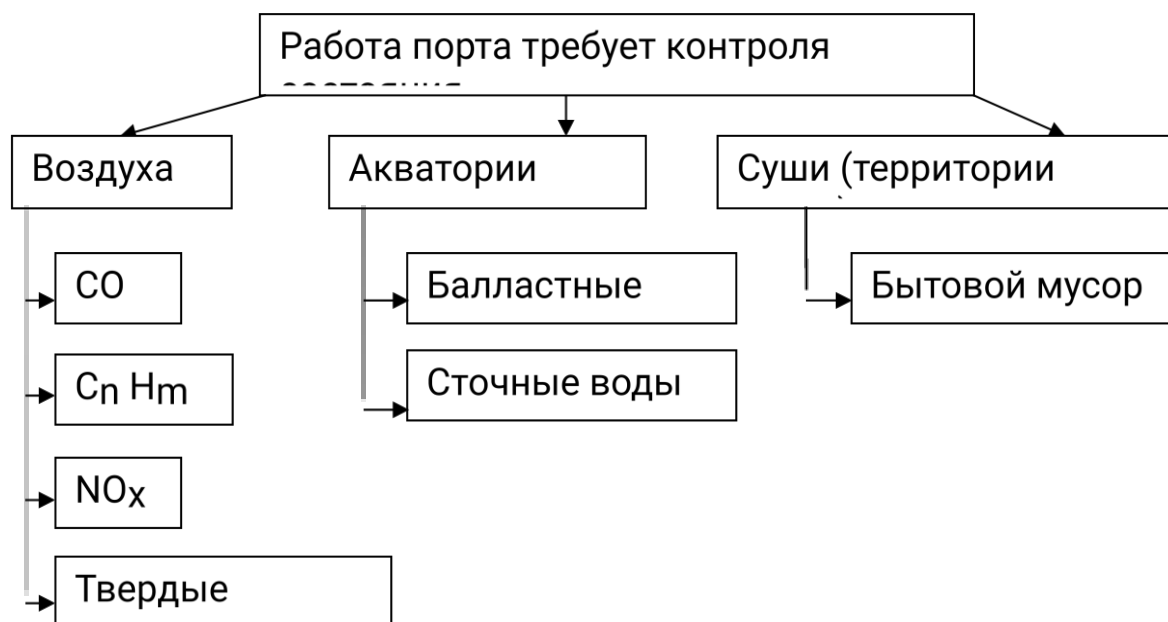 Работа порта требует контроля
Воздуха
Акватории
Суши (территории
CO
Балластные
Бытовой мусор
Cn Hm
Сточные воды
NOx
Твердые